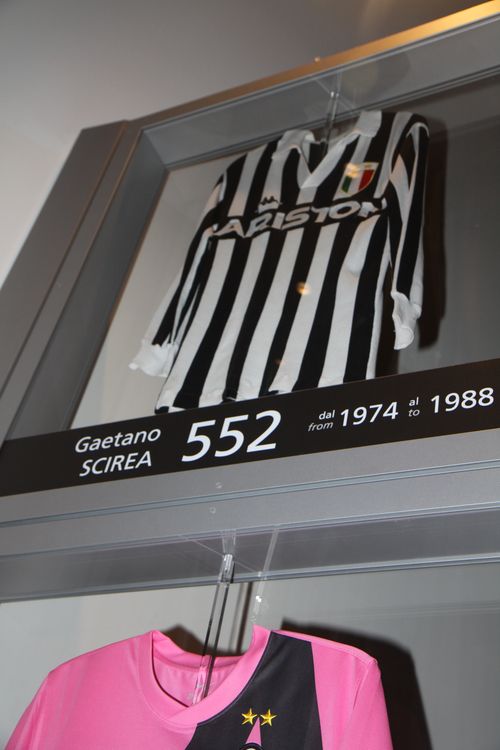 ARISTON
Gaetano
SCIREA
552
dal
from
1974
al
to
1988